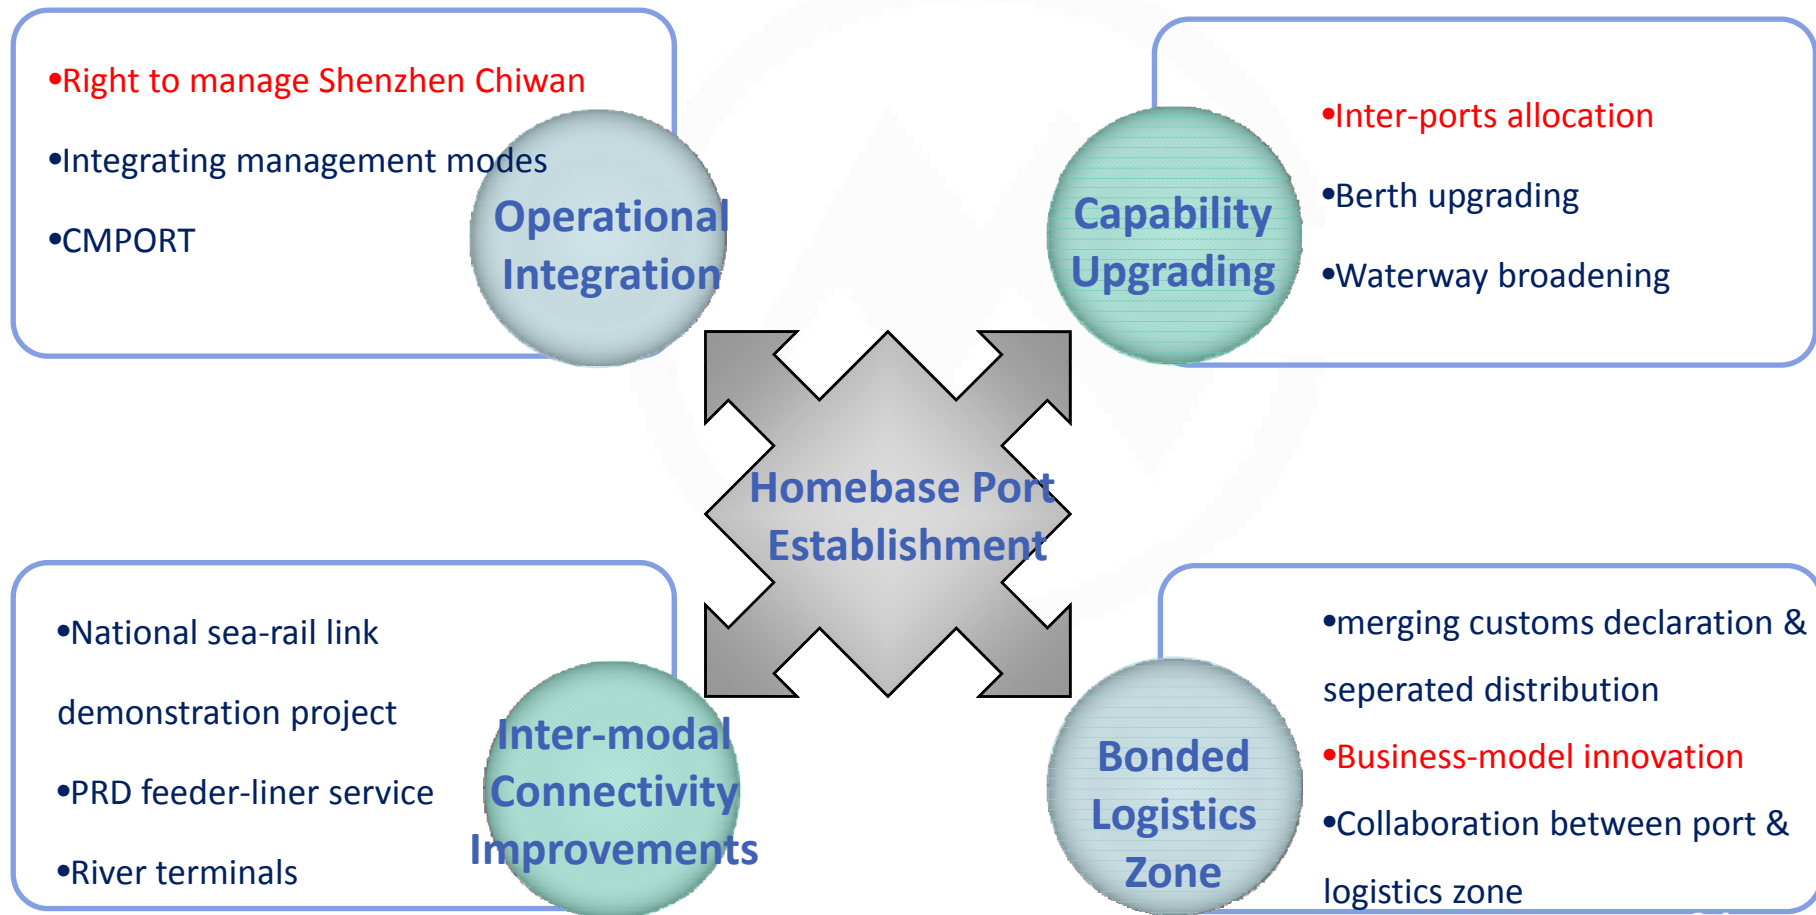 •Right to manage Shenzhen Chiwan
•Integrating management modes
•CMPORT
Operational
Integration
•Inter-ports allocation
•Berth upgrading
•Waterway broadening
Capability
Upgrading
Homebase Port
Establishment
•National sea-rail link
demonstration project
•PRD feeder-liner service
•River terminals
Inter-modal
Connectivity
Improvements
•merging customs declaration &
seperated distribution
•Business-model innovation
•Collaboration between port &
logistics zone
Bonded
Logistics
Zone